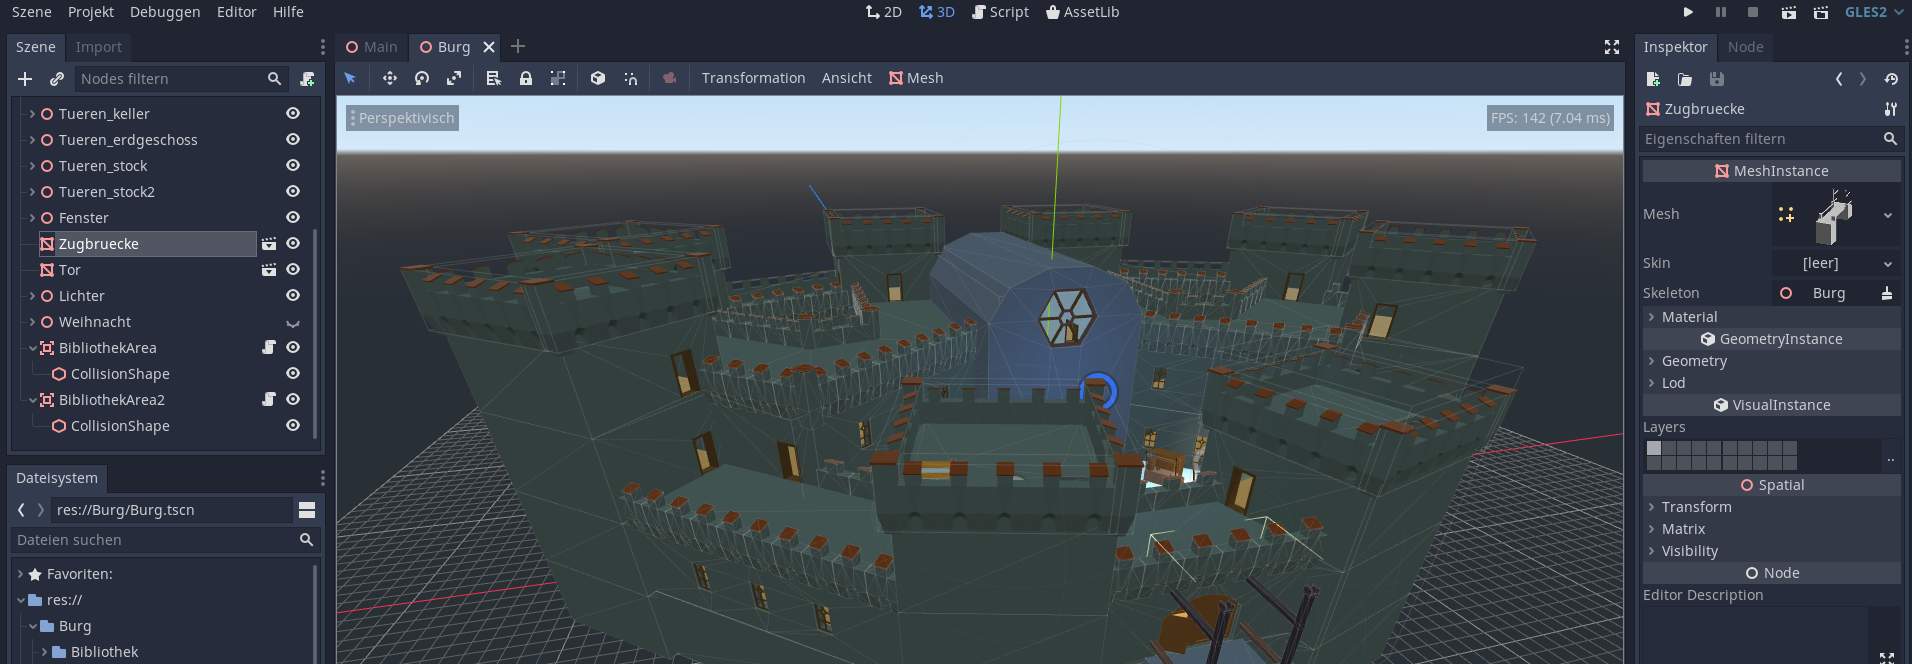 Szene Projekt Debuggen Editor Hilfe
2D 3D Script AssetLib
GLES2
Szene Import
Nodes filtern
Tueren_keller
Tueren_erdgeschoss
Tueren_stock
Tueren_stock2
Fenster
Zugbruecke
Tor
Lichter
Weihnacht
BibliothekArea
CollisionShape
BibliothekArea2
CollisionShape
Dateisystem
res://Burg/Burg.tscn
Dateien suchen
Favoriten:
res://
Burg
Bibliothek
Main Burg
Transformation Ansicht Mesh
Perspektivisch
FPS: 142 (7.04 ms)
Inspektor Node
Zugbruecke
Eigenschaften filtern
MeshInstance
Mesh
Skin [leer]
Skeleton Burg
Material
GeometryInstance
Geometry
Lod
VisualInstance
Layers
..
Spatial
Transform
Matrix
Visibility
Node
Editor Description